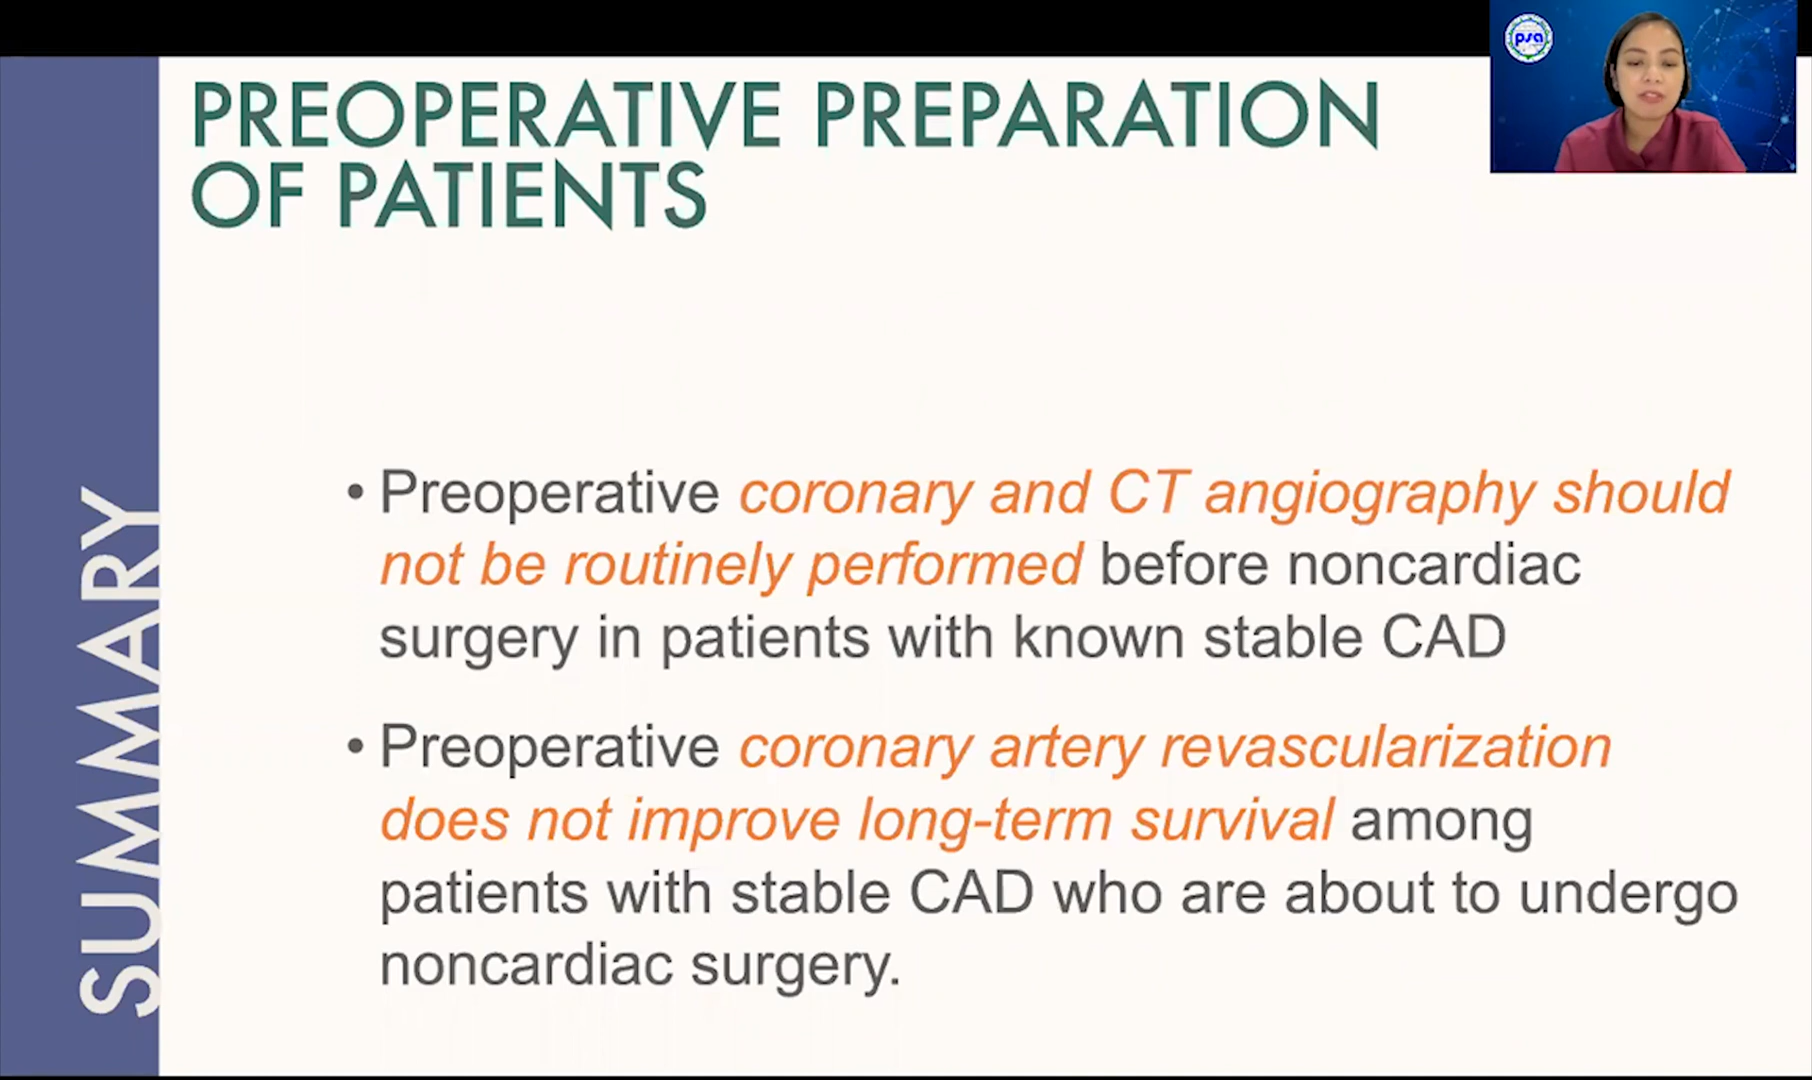 PREOPERATIVE PREPARATION
OF PATIENTS
psa
SUMMARY
• Preoperative coronary and CT angiography should
not be routinely performed before noncardiac
surgery in patients with known stable CAD
• Preoperative coronary artery revascularization
does not improve long-term survival among
patients with stable CAD who are about to undergo
noncardiac surgery.